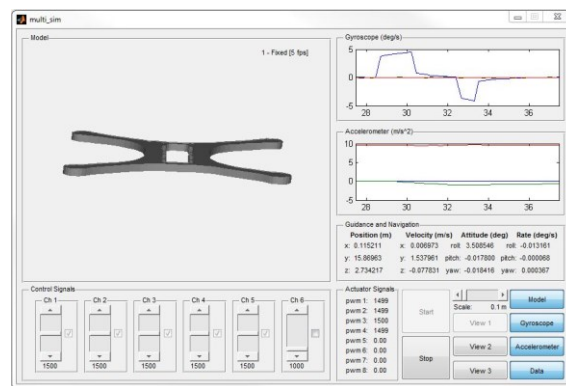 multi_sim
Model
1 - Fixed [5 fps]
Gyroscope (deg/s)
5
0
-5
28 30 32 34 36
Accelerometer (m/s^2)
10
5
0
-5
28 30 32 34 36
Guidance and Navigation
Position (m) Velocity (m/s) Attitude (deg) Rate (deg/s)
x: 0.115211 x: 0.006973 roll: 3.508546 roll: -0.013161
y: 15.86963 y: 1.537961 pitch: -0.017800 pitch: -0.000068
z: 2.734217 z: -0.077831 yaw: -0.018416 yaw: 0.000367
Control Signals
Ch 1 Ch 2 Ch 3 Ch 4 Ch 5 Ch 6
1500 1500 1500 1500 1500 1000
Actuator Signals
pwm 1: 1499
pwm 2: 1499
pwm 3: 1500
pwm 4: 1499
pwm 5: 0.00
pwm 6: 0.00
pwm 7: 0.00
pwm 8: 0.00
Start
Stop
Scale: 0.1 m
View 1
View 2
View 3
Model
Gyroscope
Accelerometer
Data